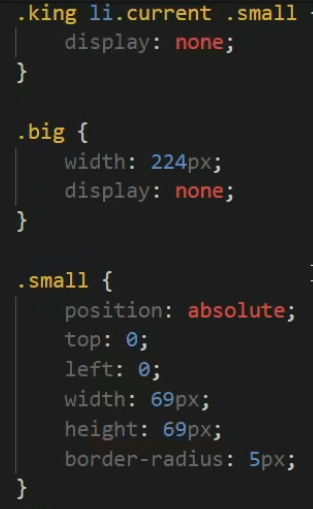 .king li.current .small
display: none;
}
.big {
width: 224px;
display: none;
}
.small {
position: absolute;
top: 0;
left: 0;
width: 69px;
height: 69px;
border-radius: 5px;
}